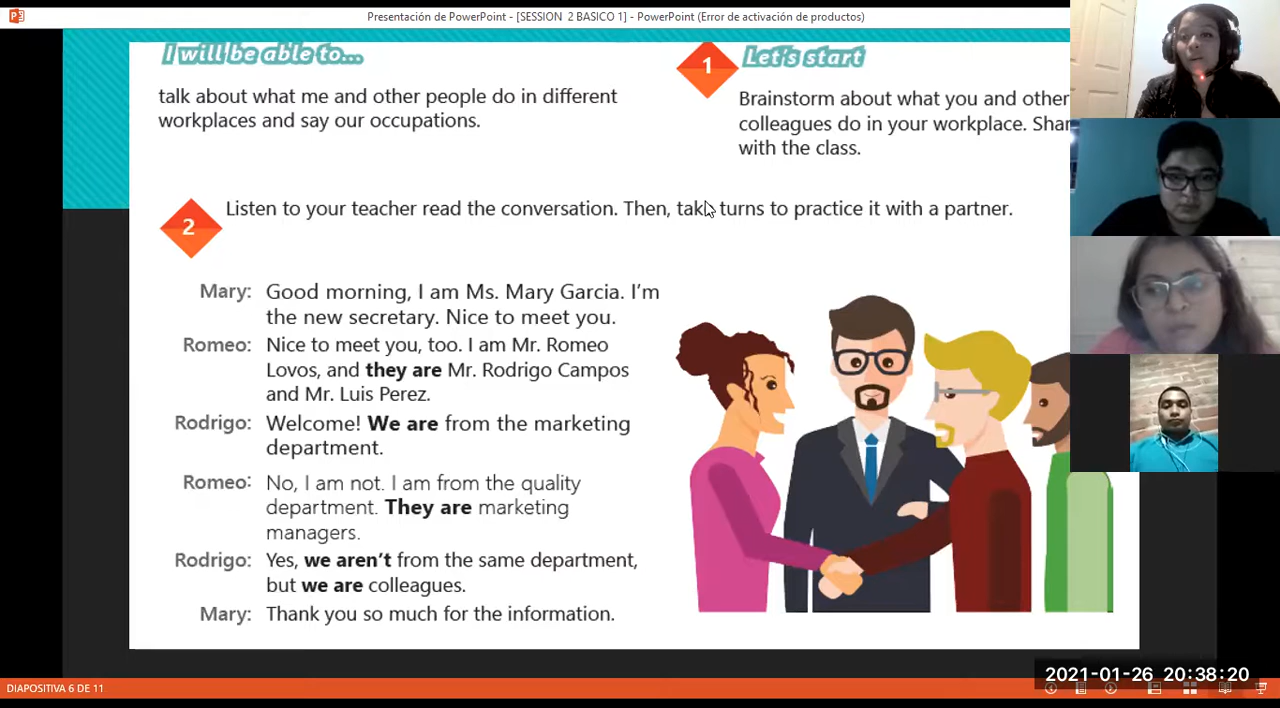 Presentación de PowerPoint - [SESSION  2 BASICO 1] - PowerPoint (Error de activación de productos)
I will be able to...
talk about what me and other people do in different
workplaces and say our occupations.
1
Let's start
Brainstorm about what you and other
colleagues do in your workplace.
with the class.
2
Listen to your teacher read the conversation. Then, take turns to practice it with a partner.
Mary: Good morning, I am Ms. Mary Garcia. I'm
the new secretary. Nice to meet you.
Romeo: Nice to meet you, too. I am Mr. Romeo
Lovos, and they are Mr. Rodrigo Campos
and Mr. Luis Perez.
Rodrigo: Welcome! We are from the marketing
department.
Romeo: No, I am not. I am from the quality
department. They are marketing
managers.
Rodrigo: Yes, we aren't from the same department,
but we are colleagues.
Mary: Thank you so much for the information.
2021-01-26 20:38:20
DIAPOSITIVA 6 DE 11